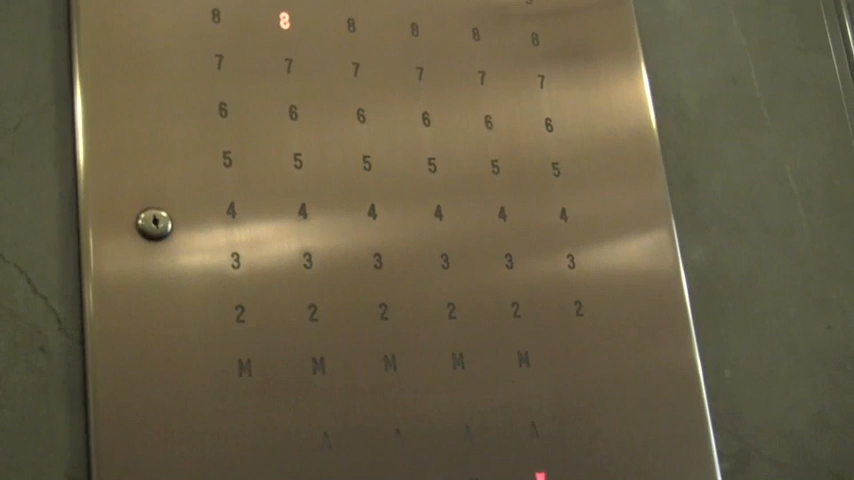 8 8 8 8 8 8
7 7 7 7 7 7
6 6 6 6 6 6
5 5 5 5 5 5
4 4 4 4 4 4
3 3 3 3 3 3
2 2 2 2 2 2
M M M M M
A A A A